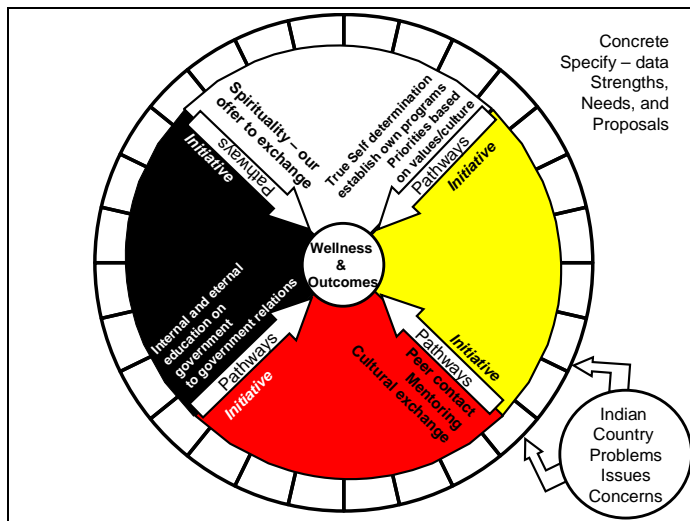 Concrete
Specify – data
Strengths,
Needs, and
Proposals
Spirituality – our
offer to exchange
Pathways
Initiative
True Self determination
establish own programs
Priorities based
on values/culture
Pathways
Initiative
Wellness
&
Outcomes
Internal and eternal
education on
government
to government relations
Pathways
Initiative
Initiative
Pathways
Peer contact
Mentoring
Cultural exchange
Indian
Country
Problems
Issues
Concerns